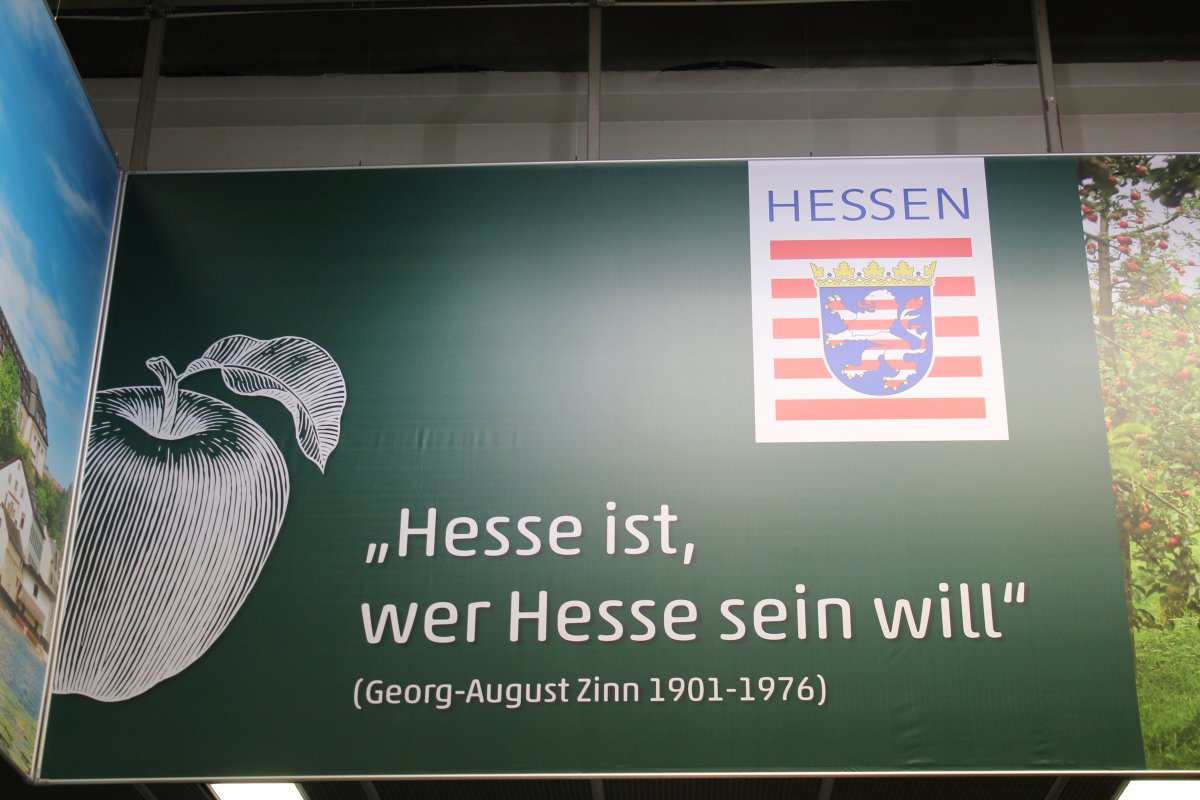 HESSEN
„Hesse ist,
wer Hesse sein will“
(Georg-August Zinn 1901-1976)